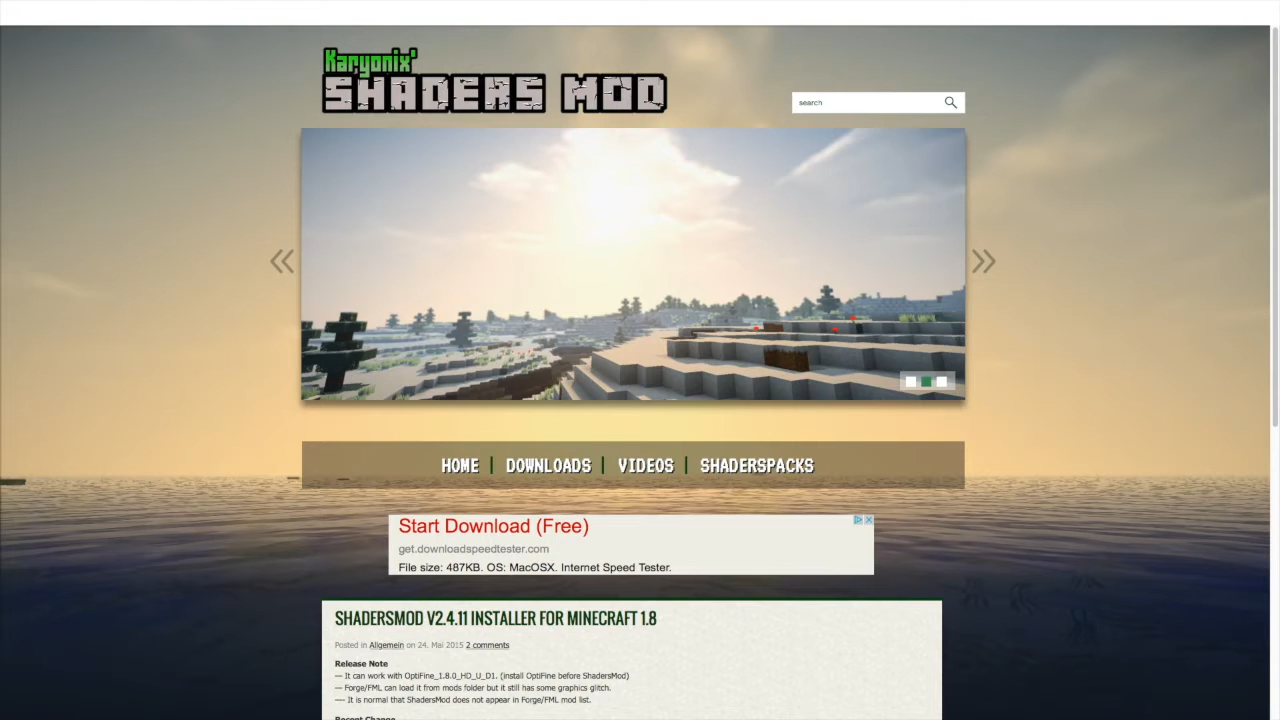 Karyonix'
SHADERS MOD
search
HOME | DOWNLOADS | VIDEOS | SHADERSPACKS
Start Download (Free)
get.downloadspeedtester.com
File size: 487KB. OS: MacOSX. Internet Speed Tester.
SHADERSMOD V2.4.11 INSTALLER FOR MINECRAFT 1.8
Posted in Allgemein on 24. Mai 2015 2 comments
Release Note
— It can work with OptiFine_1.8.0_HD_U_D1. (install OptiFine before ShadersMod)
— Forge/FML can load it from mods folder but it still has some graphics glitch.
— It is normal that ShadersMod does not appear in Forge/FML mod list.
Recent Change